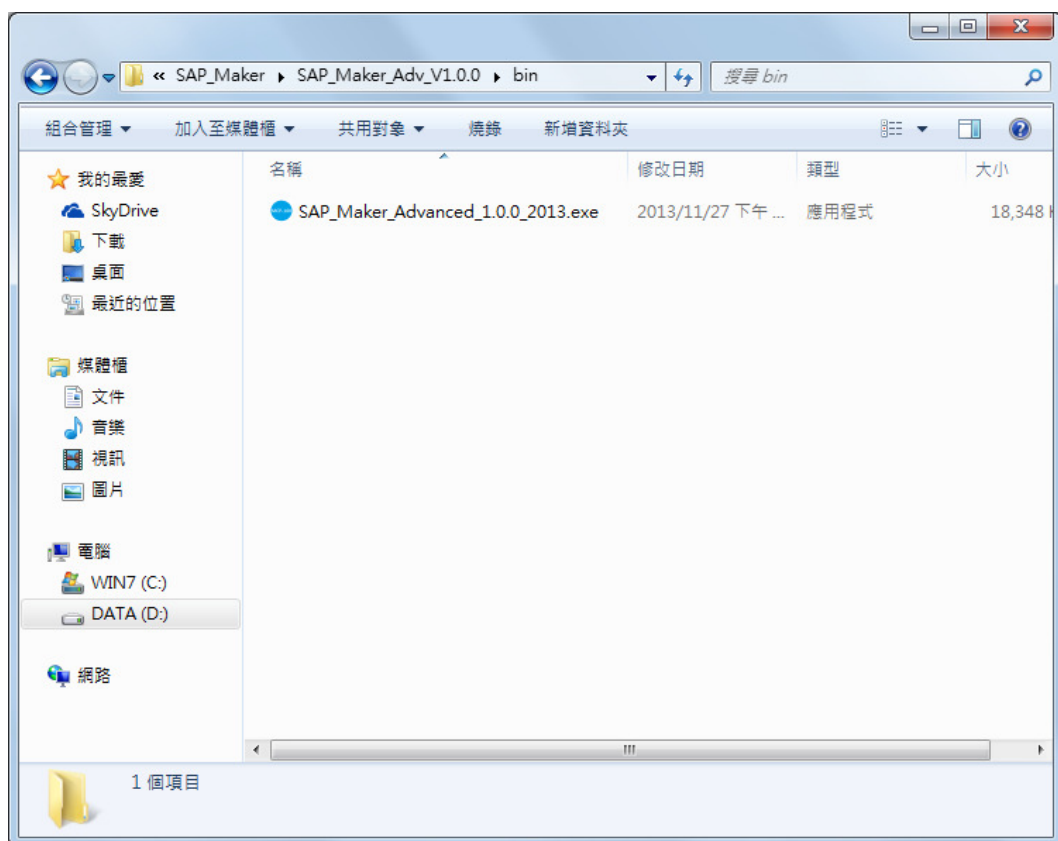 « SAP_Maker ▸ SAP_Maker_Adv_V1.0.0 ▸ bin
搜尋 bin
組合管理 加入至媒體櫃 共用對象 燒錄 新增資料夾
名稱 修改日期 類型 大小
SAP_Maker_Advanced_1.0.0_2013.exe 2013/11/27 下午 ... 應用程式 18,348
我的最愛
SkyDrive
下載
桌面
最近的位置
媒體櫃
文件
音樂
視訊
圖片
電腦
WIN7 (C:)
DATA (D:)
網路
1 個項目